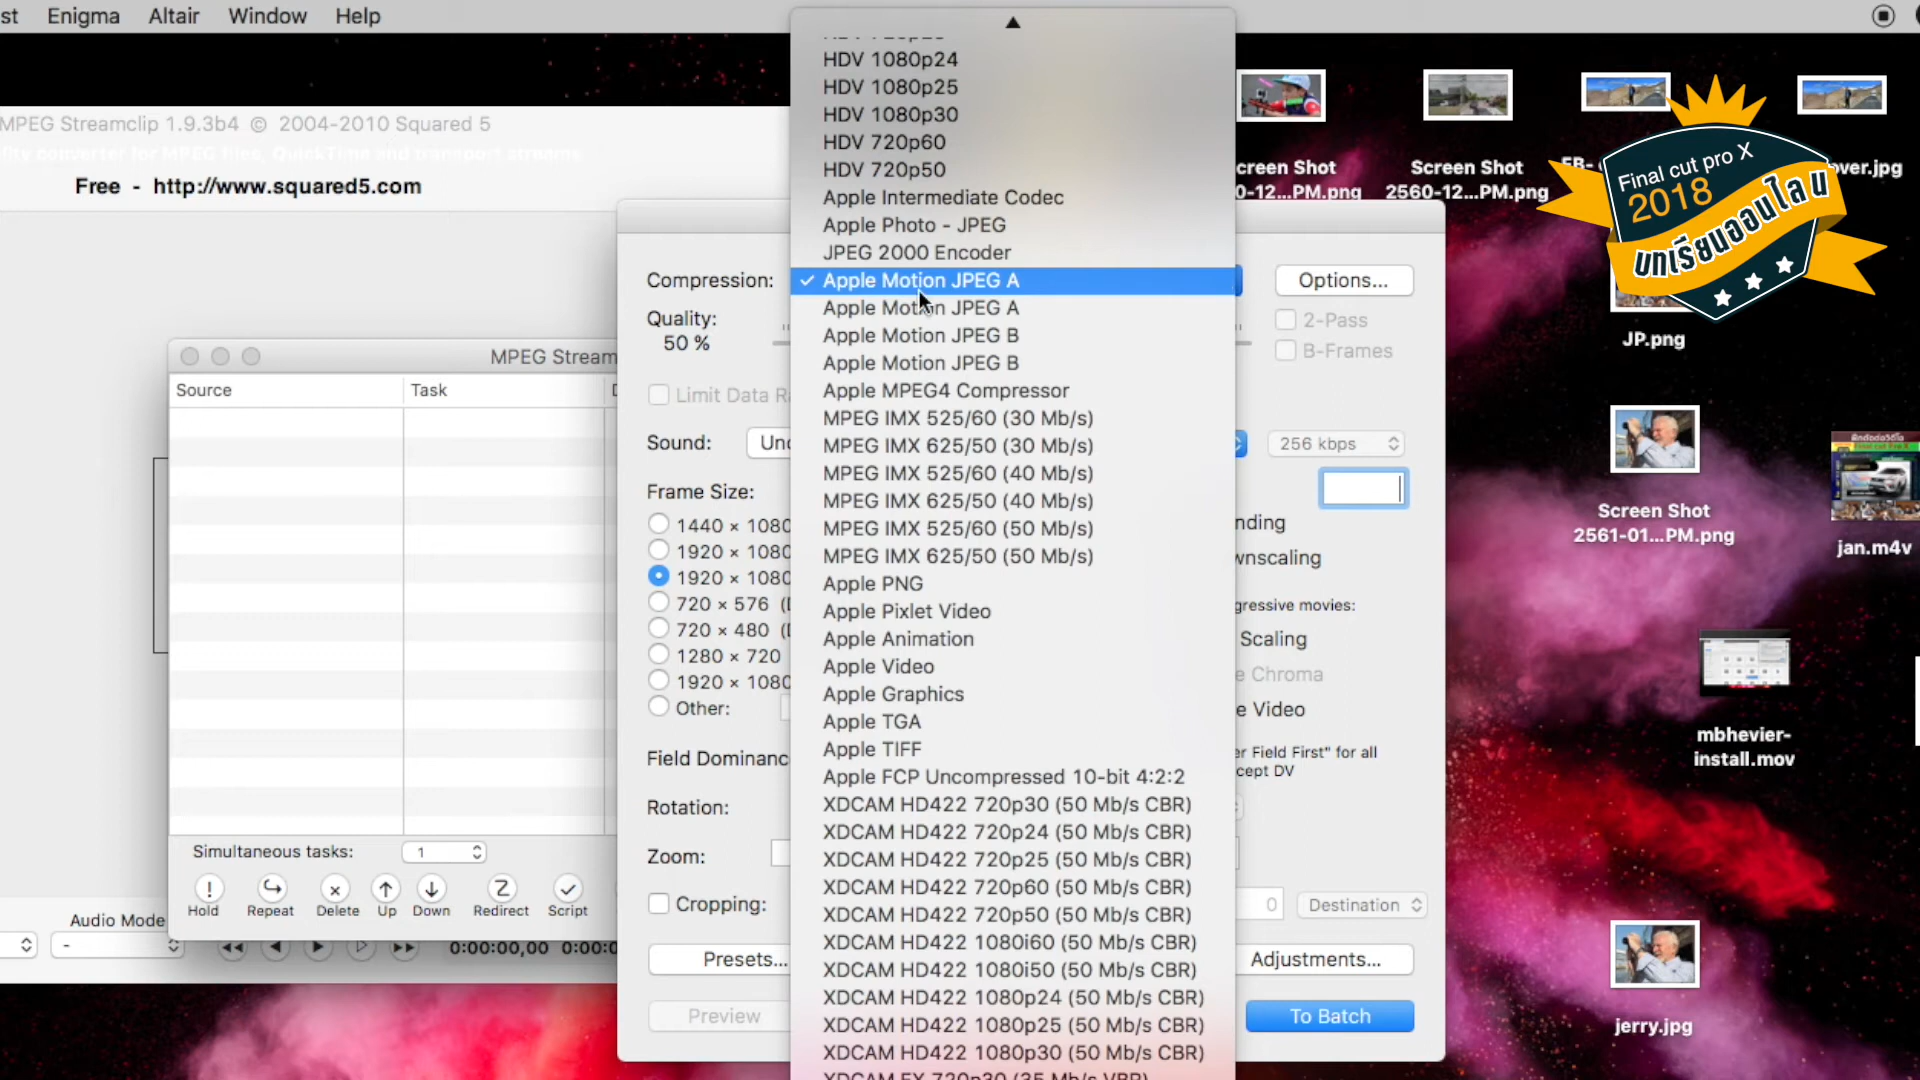 st Enigma Altair Window Help
MPEG Streamclip 1.9.3b4 © 2004-2010 Squared 5
Free - http://www.squared5.com
HDV 1080p24
HDV 1080p25
HDV 1080p30
HDV 720p60
HDV 720p50
Apple Intermediate Codec
Apple Photo - JPEG
JPEG 2000 Encoder
✓ Apple Motion JPEG A
Apple Motion JPEG A
Apple Motion JPEG B
Apple Motion JPEG B
Apple MPEG4 Compressor
MPEG IMX 525/60 (30 Mb/s)
MPEG IMX 625/50 (30 Mb/s)
MPEG IMX 525/60 (40 Mb/s)
MPEG IMX 625/50 (40 Mb/s)
MPEG IMX 525/60 (50 Mb/s)
MPEG IMX 625/50 (50 Mb/s)
Apple PNG
Apple Pixlet Video
Apple Animation
Apple Video
Apple Graphics
Apple TGA
Apple TIFF
Apple FCP Uncompressed 10-bit 4:2:2
XDCAM HD422 720p30 (50 Mb/s CBR)
XDCAM HD422 720p24 (50 Mb/s CBR)
XDCAM HD422 720p25 (50 Mb/s CBR)
XDCAM HD422 720p60 (50 Mb/s CBR)
XDCAM HD422 720p50 (50 Mb/s CBR)
XDCAM HD422 1080i60 (50 Mb/s CBR)
XDCAM HD422 1080i50 (50 Mb/s CBR)
XDCAM HD422 1080p24 (50 Mb/s CBR)
XDCAM HD422 1080p25 (50 Mb/s CBR)
XDCAM HD422 1080p30 (50 Mb/s CBR)
Compression:
Options...
Quality:
50 %
2-Pass
B-Frames
Limit Data R
Sound: Un
256 kbps
Frame Size:
1440 × 1080
1920 × 1080
1920 × 1080
720 × 576
720 × 480
1280 × 720
1920 × 1080
Other:
nding
wnscaling
gressive movies:
Scaling
e Chroma
e Video
Field Dominanc
er Field First" for all
cept DV
Rotation:
Zoom:
Cropping:
0 Destination
Presets...
Adjustments...
Preview
To Batch
MPEG Stream
Source Task
Simultaneous tasks: 1
Hold Repeat Delete Up Down Redirect Script
Audio Mode
-
0:00:00,00 0:00:0
creen Shot
0-12...PM.png
Screen Shot
2560-12...PM.png
over.jpg
Final cut pro X
2018
บทเรียนออนไลน์
JP.png
Screen Shot
2561-01...PM.png
jan.m4v
mbhevier-
install.mov
jerry.jpg